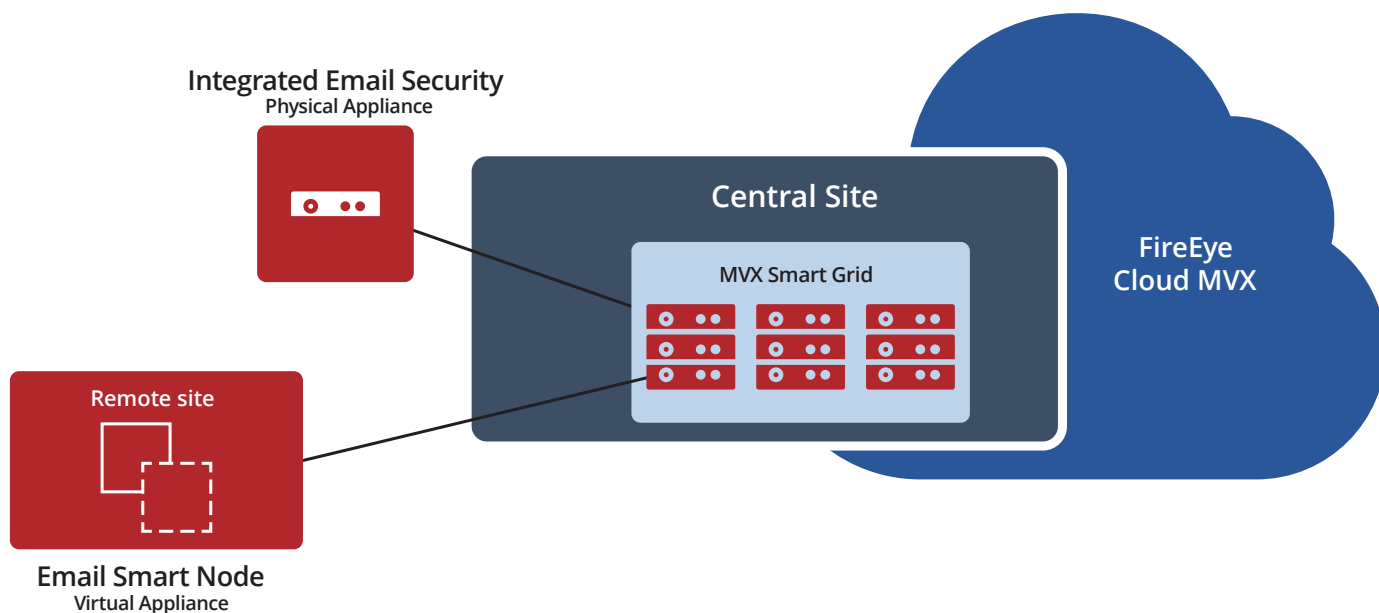 Integrated Email Security
Physical Appliance
Central Site
MVX Smart Grid
FireEye
Cloud MVX
Remote site
Email Smart Node
Virtual Appliance